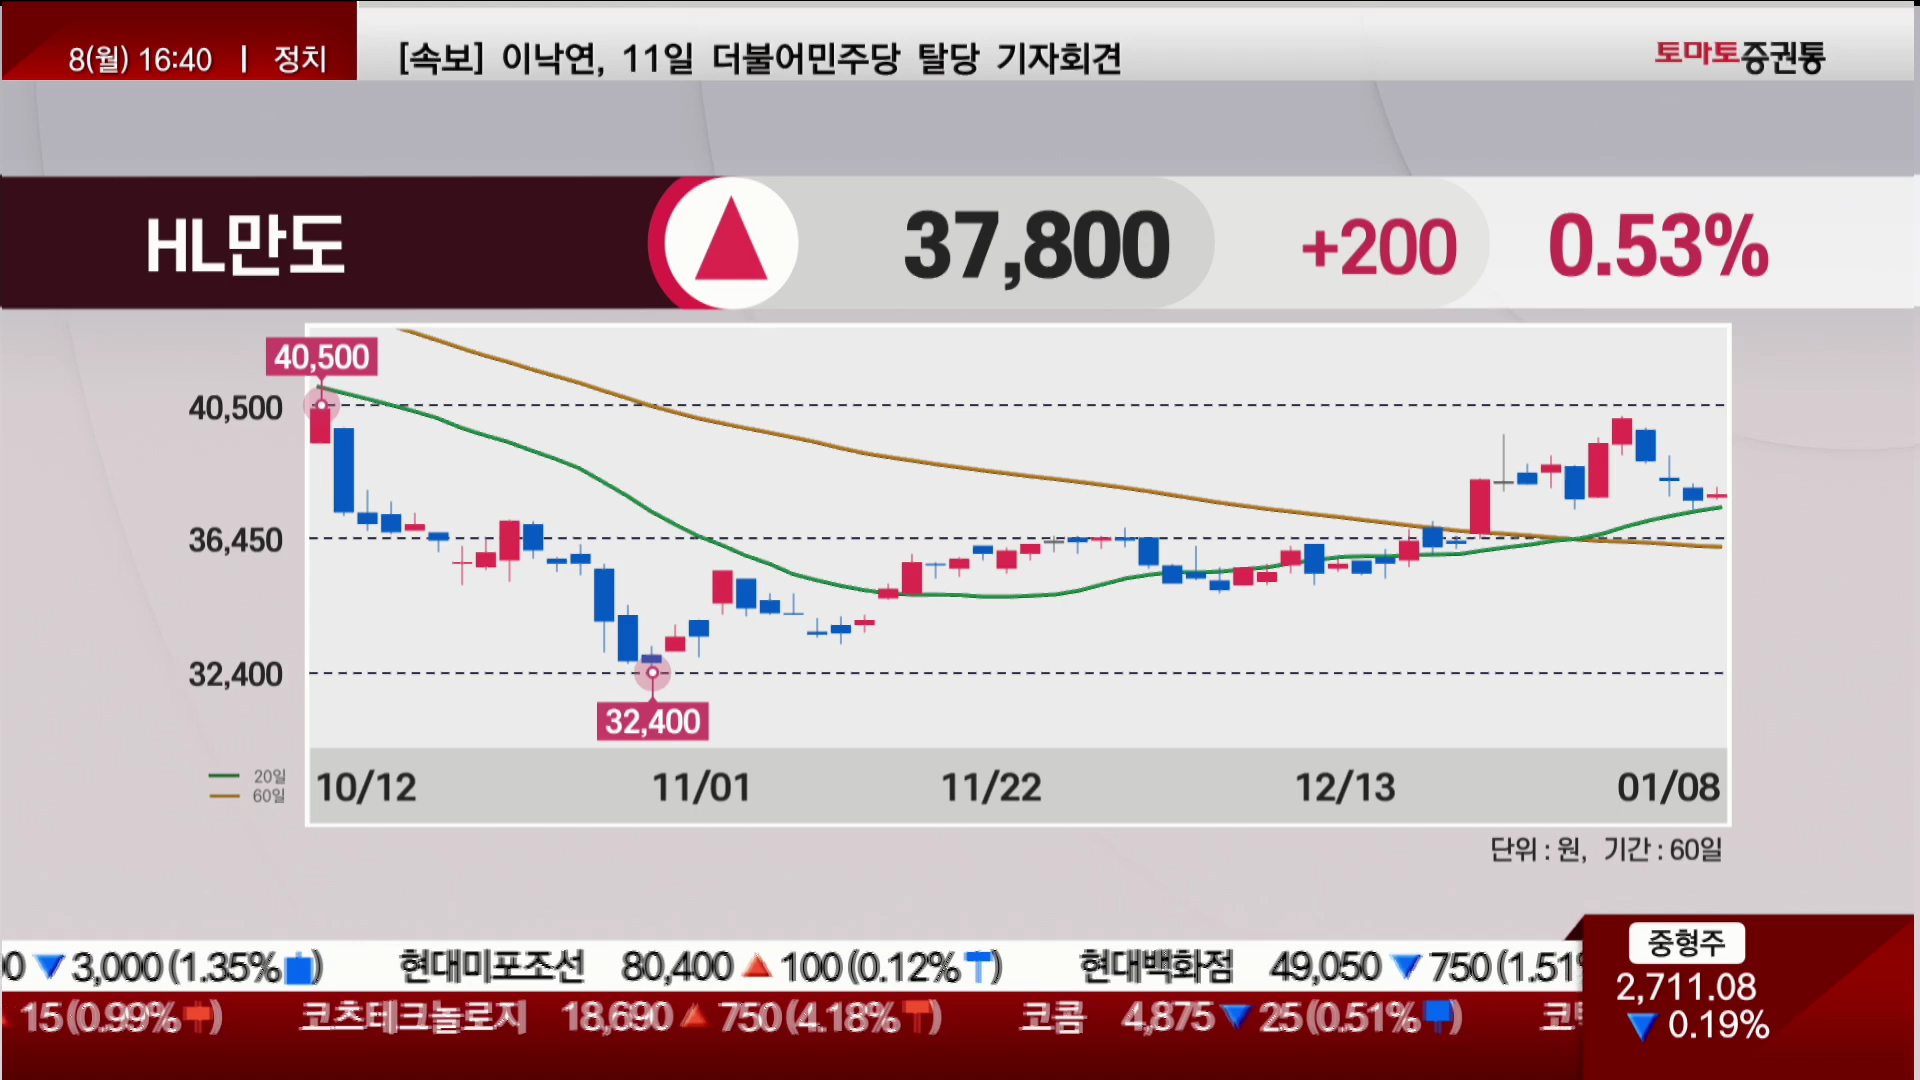 8(월) 16:40 | 정치
[속보] 이낙연, 11일 더불어민주당 탈당 기자회견
토마토증권통
HL만도 ▲ 37,800 +200 0.53%
40,500
40,500
36,450
32,400
32,400
20일
60일
10/12 11/01 11/22 12/13 01/08
단위 : 원, 기간 : 60일
▼ 3,000 (1.35%) 현대미포조선 80,400 ▲ 100 (0.12%) 현대백화점 49,050 ▼ 750 (1.51%
15 (0.99%) 코츠테크놀로지 18,690 ▲ 750 (4.18%) 코콤 4,875 ▼ 25 (0.51%)
중형주
2,711.08
▼ 0.19%